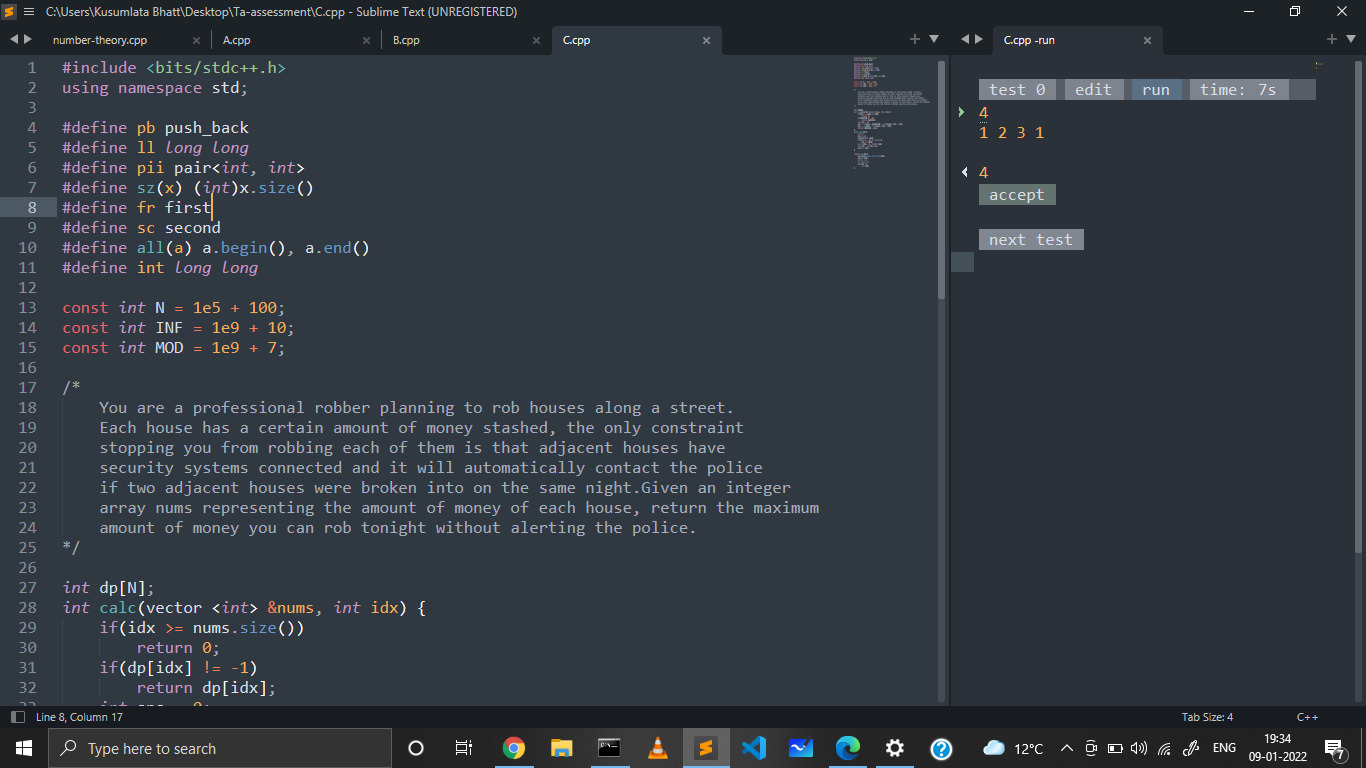 C:\Users\Kusumlata Bhatt\Desktop\Ta-assessment\C.cpp - Sublime Text (UNREGISTERED)
number-theory.cpp A.cpp B.cpp C.cpp
1 #include <bits/stdc++.h>
2 using namespace std;
3
4 #define pb push_back
5 #define ll long long
6 #define pii pair<int, int>
7 #define sz(x) (int)x.size()
8 #define fr first
9 #define sc second
10 #define all(a) a.begin(), a.end()
11 #define int long long
12
13 const int N = 1e5 + 100;
14 const int INF = 1e9 + 10;
15 const int MOD = 1e9 + 7;
16
17 /*
18 You are a professional robber planning to rob houses along a street.
19 Each house has a certain amount of money stashed, the only constraint
20 stopping you from robbing each of them is that adjacent houses have
21 security systems connected and it will automatically contact the police
22 if two adjacent houses were broken into on the same night.Given an integer
23 array nums representing the amount of money of each house, return the maximum
24 amount of money you can rob tonight without alerting the police.
25 */
26
27 int dp[N];
28 int calc(vector <int> &nums, int idx) {
29 if(idx >= nums.size())
30 return 0;
31 if(dp[idx] != -1)
32 return dp[idx];
C.cpp -run
test 0 edit run time: 7s
4
1 2 3 1
4
accept
next test
Line 8, Column 17
Tab Size: 4 C++
Type here to search
12°C
ENG
19:34
09-01-2022
7